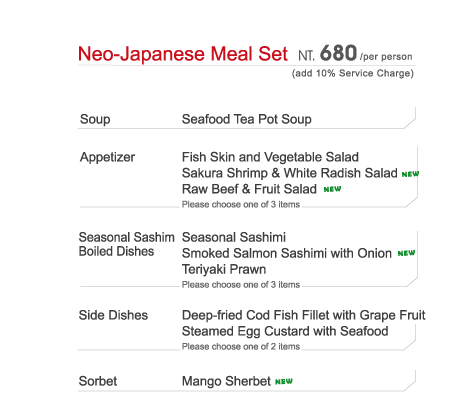 Neo-Japanese Meal Set NT. 680 /per person
(add 10% Service Charge)
Soup Seafood Tea Pot Soup
Appetizer Fish Skin and Vegetable Salad
Sakura Shrimp & White Radish Salad NEW
Raw Beef & Fruit Salad NEW
Please choose one of 3 items
Seasonal Sashim Seasonal Sashimi
Boiled Dishes Smoked Salmon Sashimi with Onion NEW
Teriyaki Prawn
Please choose one of 3 items
Side Dishes Deep-fried Cod Fish Fillet with Grape Fruit
Steamed Egg Custard with Seafood
Please choose one of 2 items
Sorbet Mango Sherbet NEW